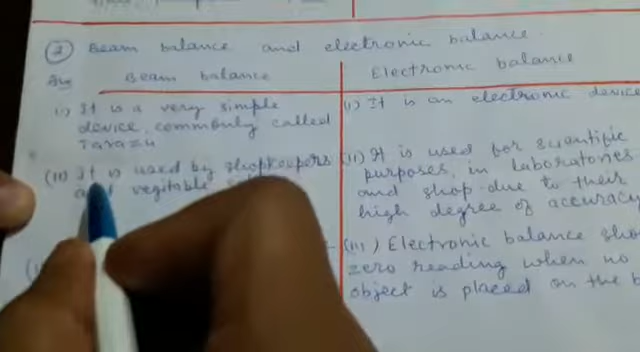 (2) Beam balance and electronic balance.
Ans Beam balance
i) It is a very simple
device, commonly called
Tarazu
(ii) It is used by shopkeepers
vegitable
Electronic balance
(i) It is an electronic device
(ii) It is used for scientific
purposes, in laboratories
and shop due to their
high degree of accuracy
(iii) Electronic balance
zero reading when no
object is placed on the